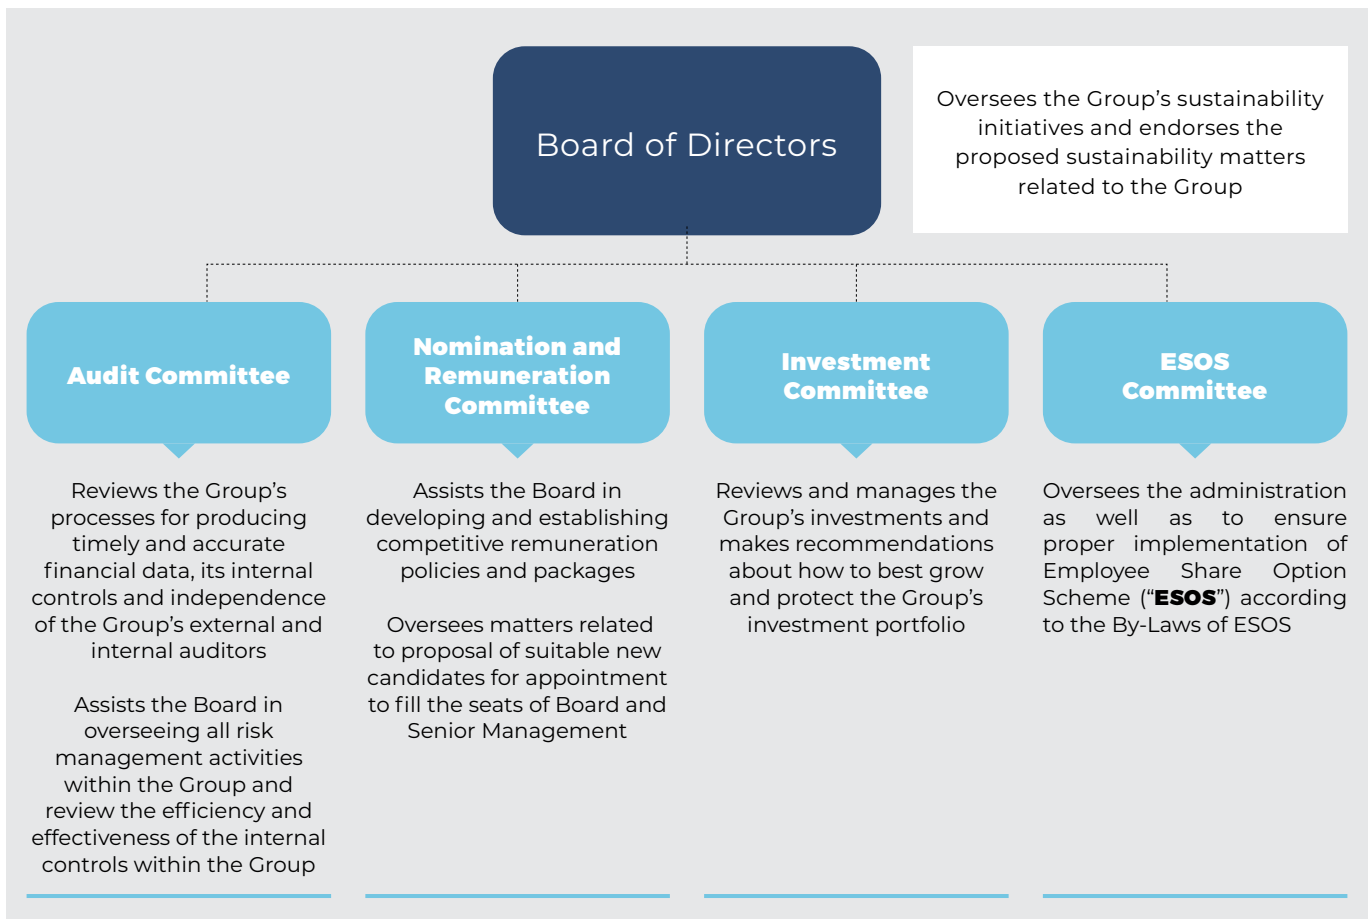 Board of Directors
Oversees the Group’s sustainability
initiatives and endorses the
proposed sustainability matters
related to the Group
Audit Committee
Reviews the Group’s
processes for producing
timely and accurate
financial data, its internal
controls and independence
of the Group’s external and
internal auditors
Assists the Board in
overseeing all risk
management activities
within the Group and
review the efficiency and
effectiveness of the internal
controls within the Group
Nomination and
Remuneration
Committee
Assists the Board in
developing and establishing
competitive remuneration
policies and packages
Oversees matters related
to proposal of suitable new
candidates for appointment
to fill the seats of Board and
Senior Management
Investment
Committee
Reviews and manages the
Group’s investments and
makes recommendations
about how to best grow
and protect the Group’s
investment portfolio
ESOS
Committee
Oversees the administration
as well as to ensure
proper implementation of
Employee Share Option
Scheme (“ESOS”) according
to the By-Laws of ESOS